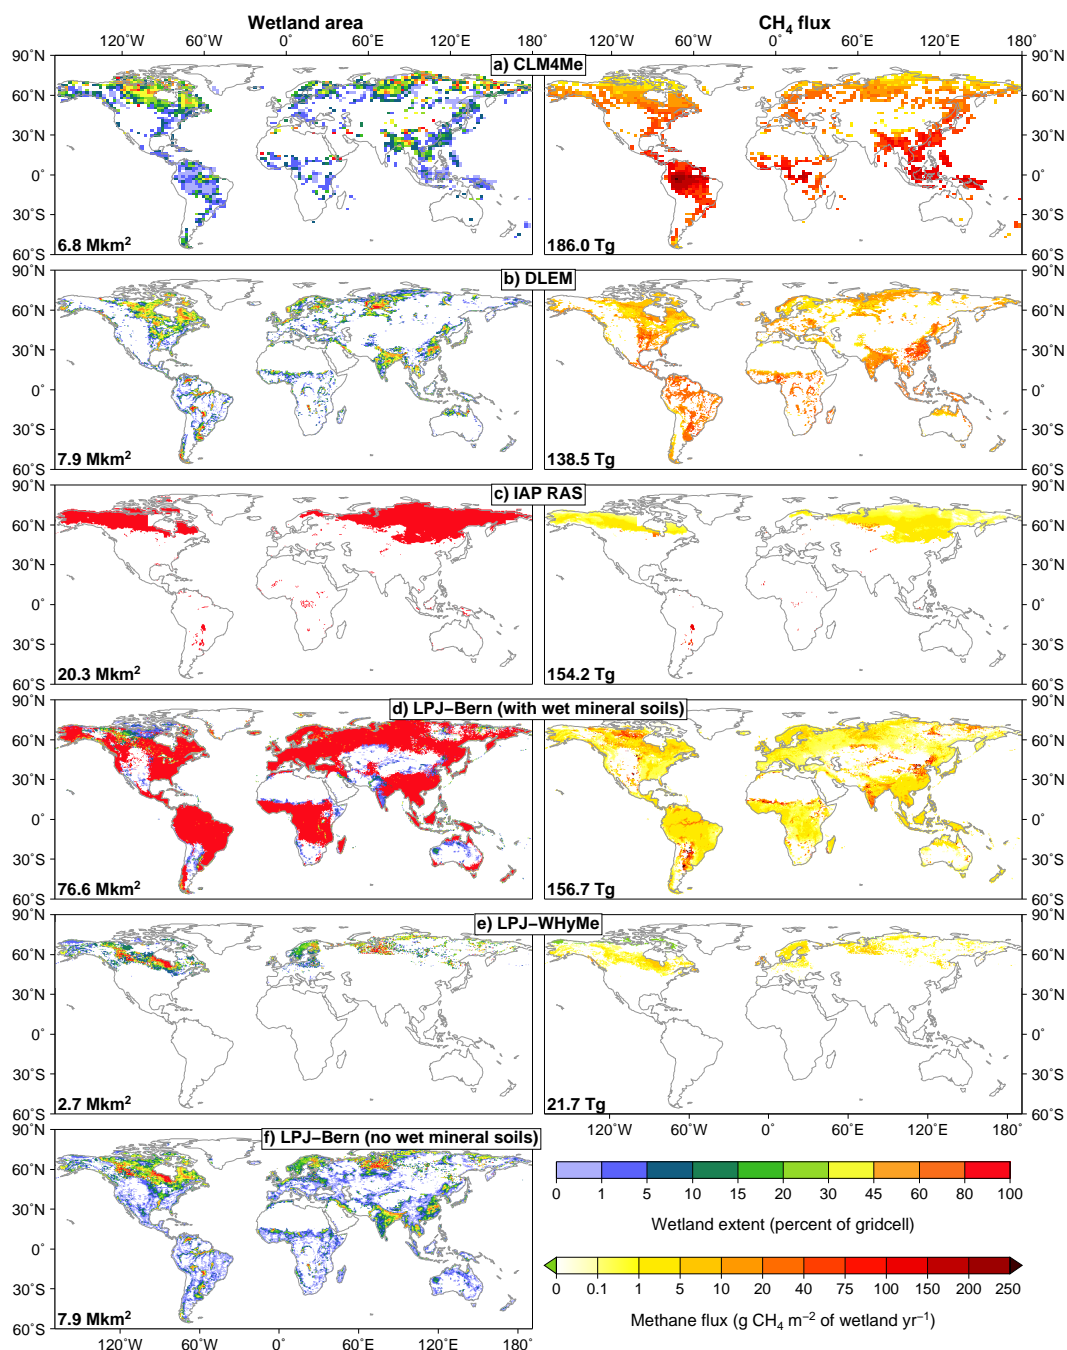 Wetland area
CH₄ flux
120˚W 60˚W 0˚ 60˚E 120˚E 180˚
120˚W 60˚W 0˚ 60˚E 120˚E 180˚
a) CLM4Me
90˚N
60˚N
30˚N
0˚
30˚S
60˚S
6.8 Mkm²
186.0 Tg
90˚N
60˚N
30˚N
0˚
30˚S
60˚S
b) DLEM
90˚N
60˚N
30˚N
0˚
30˚S
60˚S
7.9 Mkm²
138.5 Tg
90˚N
60˚N
30˚N
0˚
30˚S
60˚S
c) IAP RAS
90˚N
60˚N
30˚N
0˚
30˚S
60˚S
20.3 Mkm²
154.2 Tg
90˚N
60˚N
30˚N
0˚
30˚S
60˚S
d) LPJ−Bern (with wet mineral soils)
90˚N
60˚N
30˚N
0˚
30˚S
60˚S
76.6 Mkm²
156.7 Tg
90˚N
60˚N
30˚N
0˚
30˚S
60˚S
e) LPJ−WHyMe
90˚N
60˚N
30˚N
0˚
30˚S
60˚S
2.7 Mkm²
21.7 Tg
90˚N
60˚N
30˚N
0˚
30˚S
60˚S
120˚W 60˚W 0˚ 60˚E 120˚E 180˚
f) LPJ−Bern (no wet mineral soils)
90˚N
60˚N
30˚N
0˚
30˚S
60˚S
7.9 Mkm²
120˚W 60˚W 0˚ 60˚E 120˚E 180˚
0 1 5 10 15 20 30 45 60 80 100
Wetland extent (percent of gridcell)
0 0.1 1 5 10 20 40 75 100 150 200 250
Methane flux (g CH₄ m⁻² of wetland yr⁻¹)